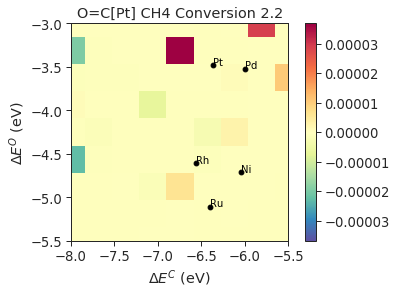 O=C[Pt] CH4 Conversion 2.2
−3.0
−3.5
−4.0
−4.5
−5.0
−5.5
ΔE^O (eV)
Pt
Pd
Rh
Ni
Ru
−8.0 −7.5 −7.0 −6.5 −6.0 −5.5
ΔE^C (eV)
0.00003
0.00002
0.00001
0.00000
−0.00001
−0.00002
−0.00003